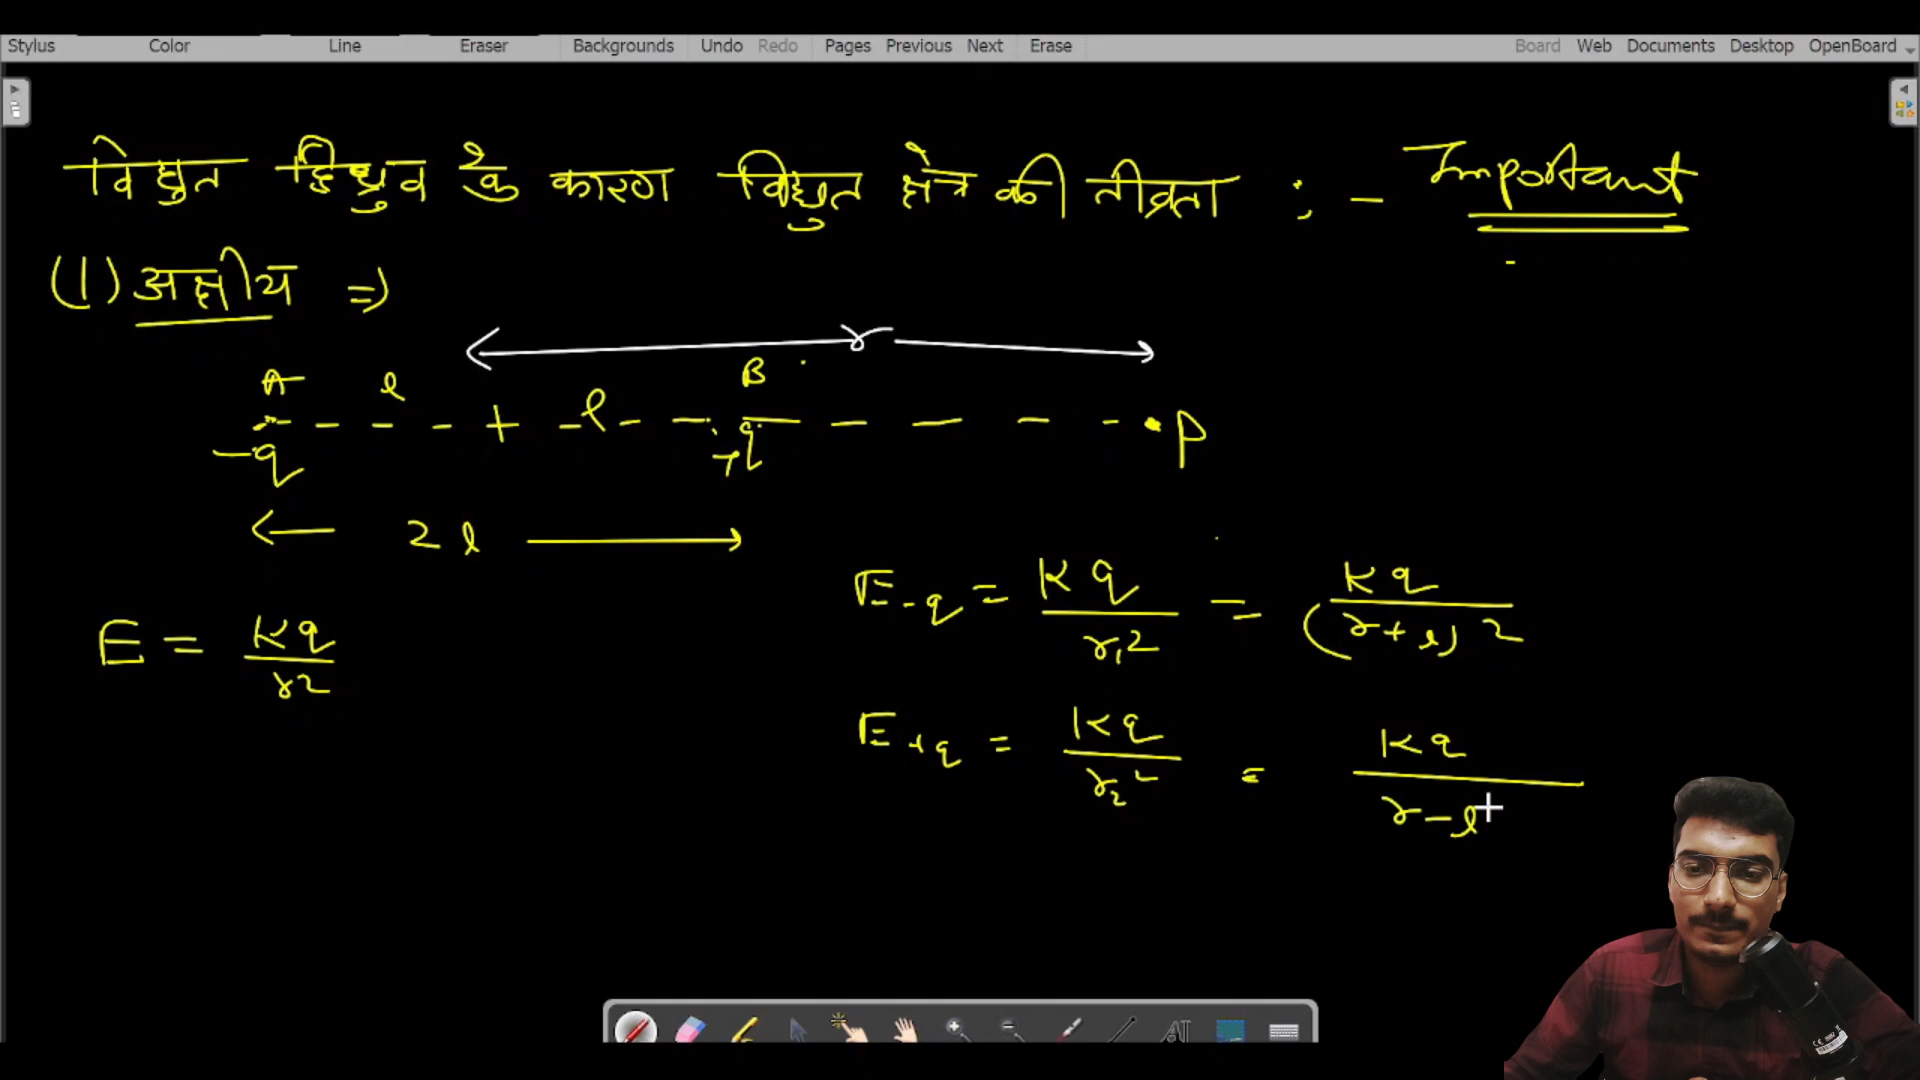 Stylus Color Line Eraser Backgrounds Undo Redo Pages Previous Next Erase Board Web Documents Desktop OpenBoard
विद्युत द्विध्रुव के कारण विद्युत क्षेत्र की तीव्रता :- Important
(1) अक्षीय =>
r
A l B
l P
-q +q
2l
E-q = Kq/r₁² = Kq/(r+l)²
E = Kq/r²
E+q = Kq/r₂² = Kq/r-l